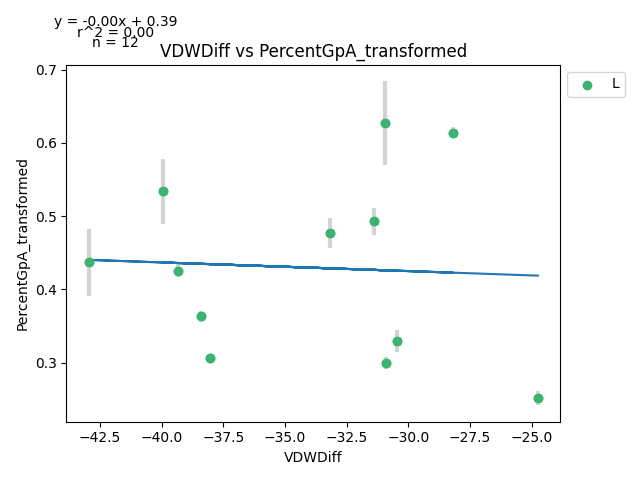 y = -0.00x + 0.39
r^2 = 0.00
n = 12
VDWDiff vs PercentGpA_transformed
L
PercentGpA_transformed
0.7
0.6
0.5
0.4
0.3
−42.5 −40.0 −37.5 −35.0 −32.5 −30.0 −27.5 −25.0
VDWDiff